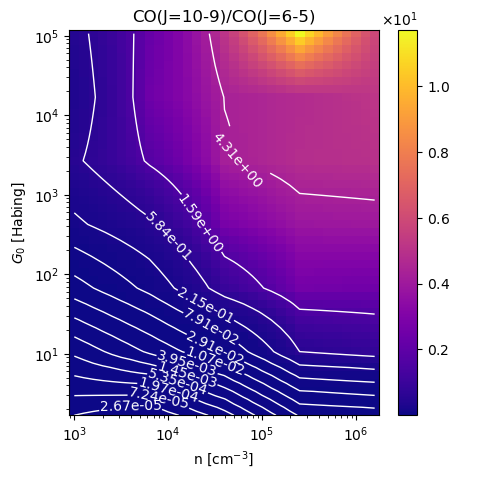 CO(J=10-9)/CO(J=6-5)
×10¹
10⁵
10⁴
10³
10²
10¹
G₀ [Habing]
4.31e+00
1.59e+00
5.84e-01
2.15e-01
7.91e-02
2.91e-02
1.07e-02
3.95e-03
1.45e-03
5.35e-04
1.97e-04
7.24e-05
2.67e-05
10³
10⁴
10⁵
10⁶
n [cm⁻³]
1.0
0.8
0.6
0.4
0.2